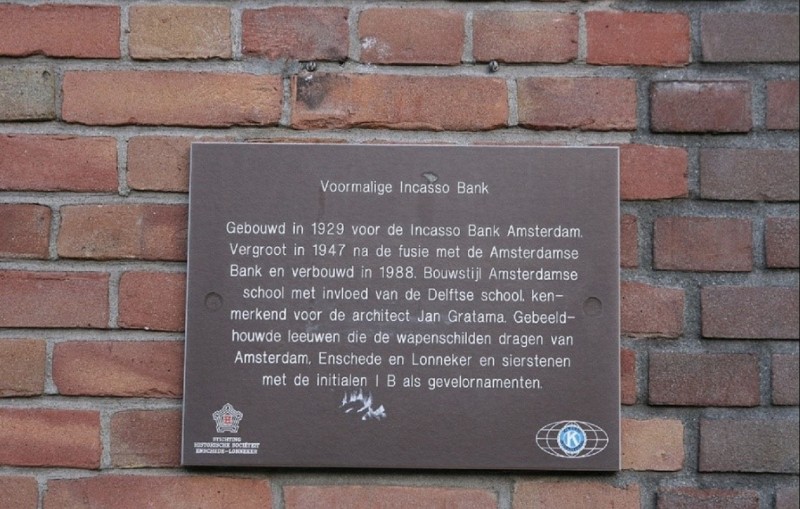 Voormalige Incasso Bank
Gebouwd in 1929 voor de Incasso Bank Amsterdam.
Vergroot in 1947 na de fusie met de Amsterdamse
Bank en verbouwd in 1988. Bouwstijl Amsterdamse
school met invloed van de Delftse school, ken-
merkend voor de architect Jan Gratama. Gebeeld-
houwde leeuwen die de wapenschilden dragen van
Amsterdam, Enschede en Lonneker en sierstenen
met de initialen I B als gevelornamenten.
STICHTING
HISTORISCHE SOCIËTEIT
ENSCHEDE-LONNEKER
K